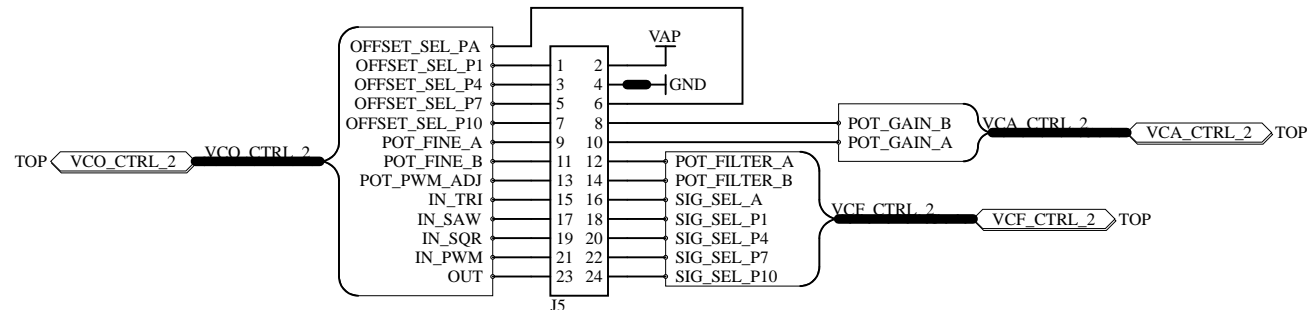 OFFSET_SEL_PA
VAP
OFFSET_SEL_P1 1 2
OFFSET_SEL_P4 3 4 GND
OFFSET_SEL_P7 5 6
OFFSET_SEL_P10 7 8 POT_GAIN_B VCA_CTRL_2 VCA_CTRL_2 TOP
POT_FINE_A 9 10 POT_GAIN_A
TOP VCO_CTRL_2 VCO_CTRL_2 POT_FINE_B 11 12 POT_FILTER_A
POT_PWM_ADJ 13 14 POT_FILTER_B
IN_TRI 15 16 SIG_SEL_A
IN_SAW 17 18 SIG_SEL_P1 VCF_CTRL_2 VCF_CTRL_2 TOP
IN_SQR 19 20 SIG_SEL_P4
IN_PWM 21 22 SIG_SEL_P7
OUT 23 24 SIG_SEL_P10
J5